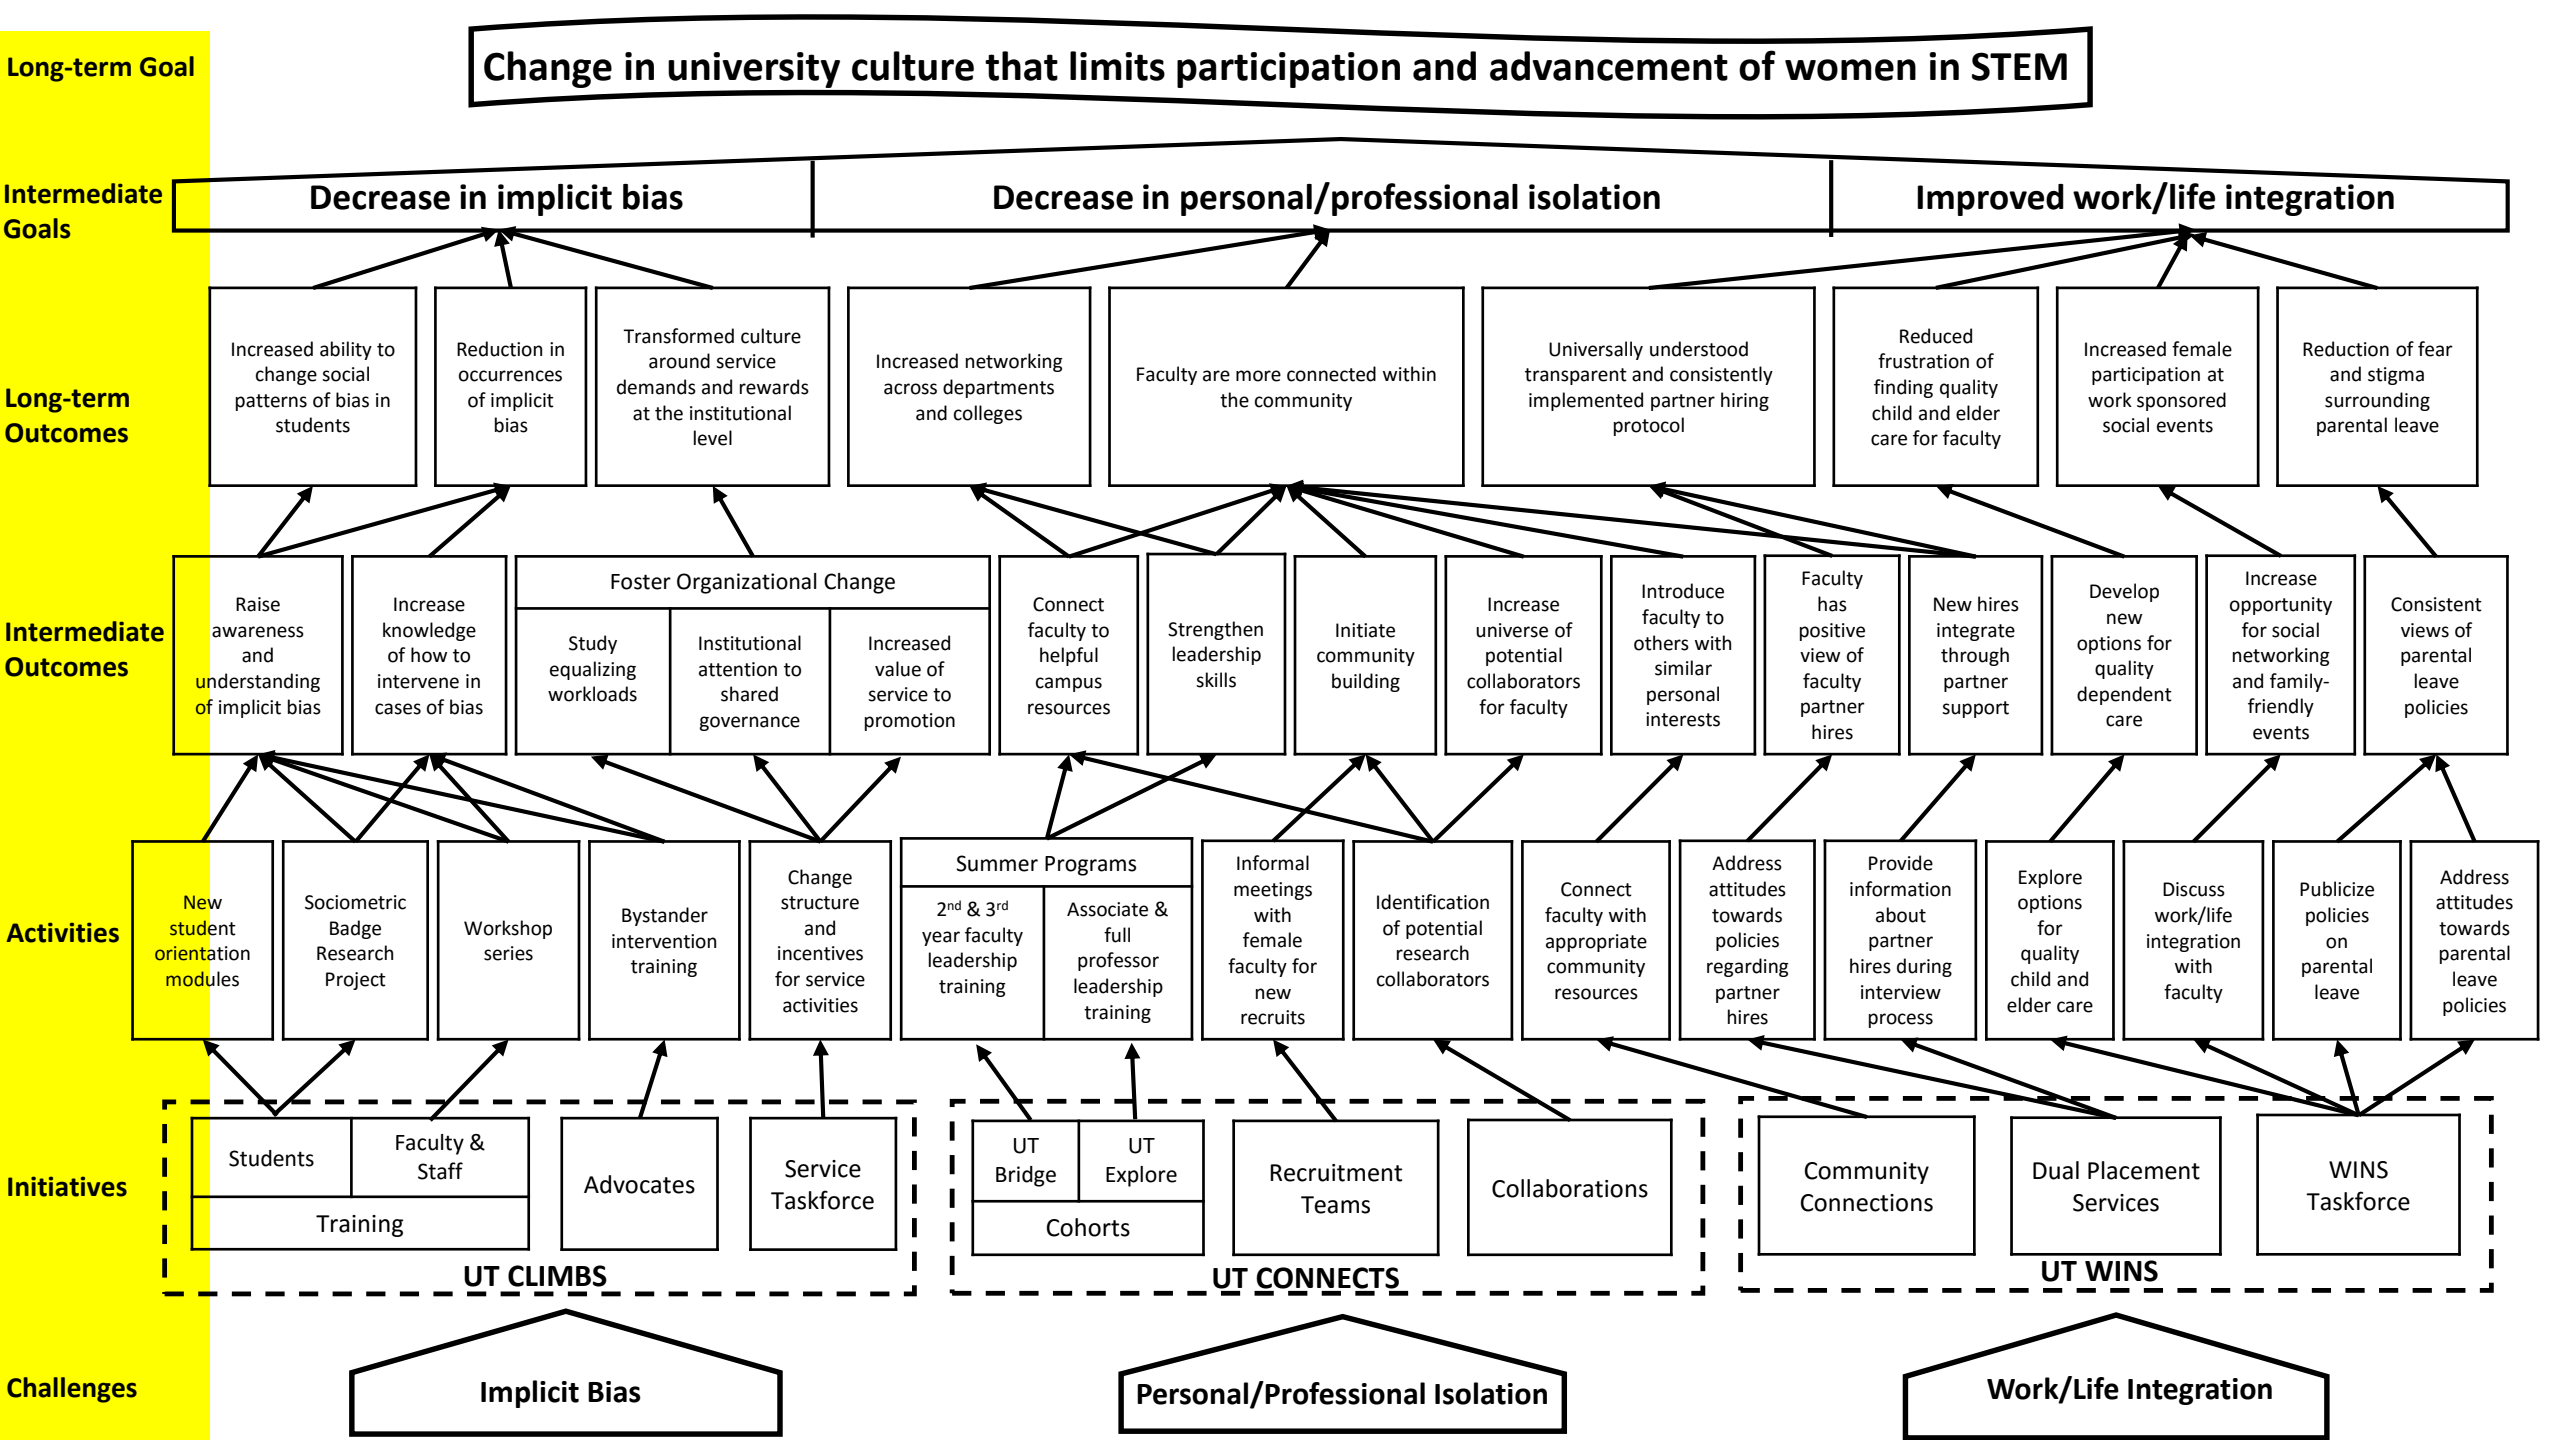 Long-term Goal
Change in university culture that limits participation and advancement of women in STEM
Intermediate
Goals
Decrease in implicit bias
Decrease in personal/professional isolation
Improved work/life integration
Long-term
Outcomes
Increased ability to
change social
patterns of bias in
students
Reduction in
occurrences
of implicit
bias
Transformed culture
around service
demands and rewards
at the institutional
level
Increased networking
across departments
and colleges
Faculty are more connected within
the community
Universally understood
transparent and consistently
implemented partner hiring
protocol
Reduced
frustration of
finding quality
child and elder
care for faculty
Increased female
participation at
work sponsored
social events
Reduction of fear
and stigma
surrounding
parental leave
Intermediate
Outcomes
Raise
awareness
and
understanding
of implicit bias
Increase
knowledge
of how to
intervene in
cases of bias
Foster Organizational Change
Study
equalizing
workloads
Institutional
attention to
shared
governance
Increased
value of
service to
promotion
Connect
faculty to
helpful
campus
resources
Strengthen
leadership
skills
Initiate
community
building
Increase
universe of
potential
collaborators
for faculty
Introduce
faculty to
others with
similar
personal
interests
Faculty
has
positive
view of
faculty
partner
hires
New hires
integrate
through
partner
support
Develop
new
options for
quality
dependent
care
Increase
opportunity
for social
networking
and family-
friendly
events
Consistent
views of
parental
leave
policies
Activities
New
student
orientation
modules
Sociometric
Badge
Research
Project
Workshop
series
Bystander
intervention
training
Change
structure
and
incentives
for service
activities
Summer Programs
2nd & 3rd
year faculty
leadership
training
Associate &
full
professor
leadership
training
Informal
meetings
with
female
faculty for
new
recruits
Identification
of potential
research
collaborators
Connect
faculty with
appropriate
community
resources
Address
attitudes
towards
policies
regarding
partner
hires
Provide
information
about
partner
hires during
interview
process
Explore
options
for
quality
child and
elder care
Discuss
work/life
integration
with
faculty
Publicize
policies
on
parental
leave
Address
attitudes
towards
parental
leave
policies
Initiatives
Students
Faculty &
Staff
Training
Advocates
Service
Taskforce
UT CLIMBS
UT
Bridge
UT
Explore
Cohorts
Recruitment
Teams
Collaborations
UT CONNECTS
Community
Connections
Dual Placement
Services
WINS
Taskforce
UT WINS
Challenges
Implicit Bias
Personal/Professional Isolation
Work/Life Integration